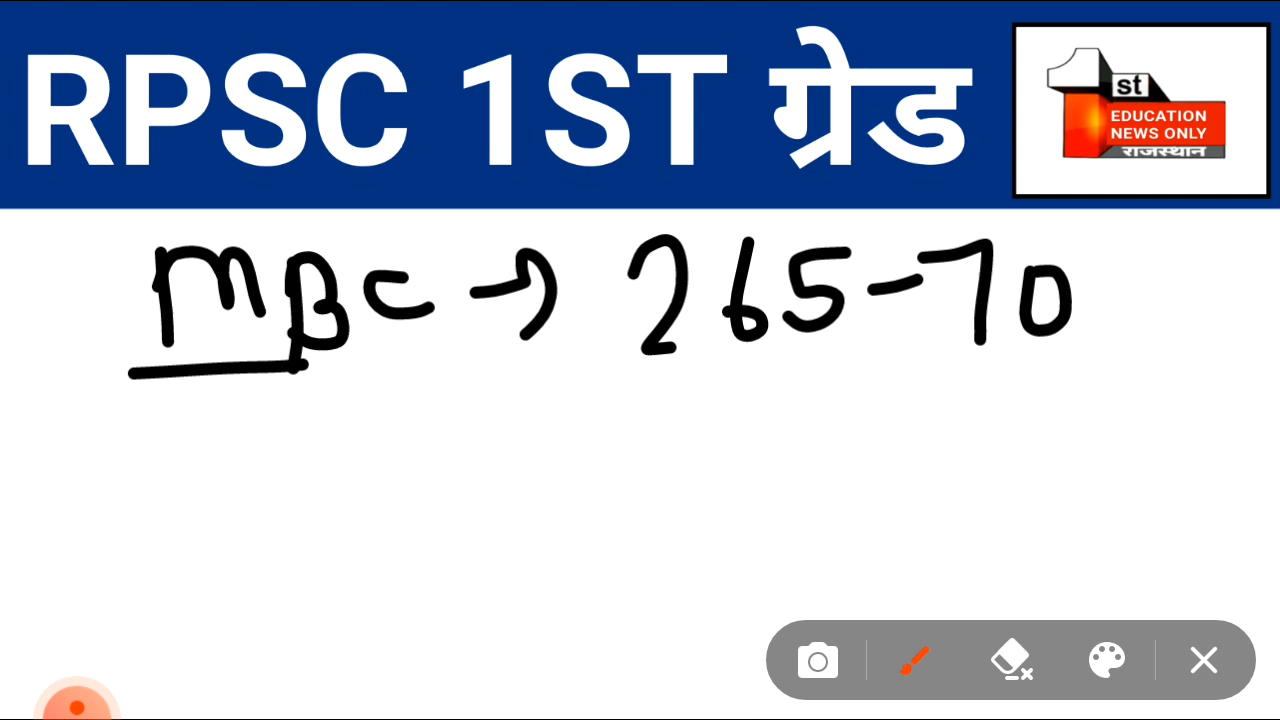 RPSC 1ST ग्रेड
1st
EDUCATION
NEWS ONLY
राजस्थान
MBC → 265-70